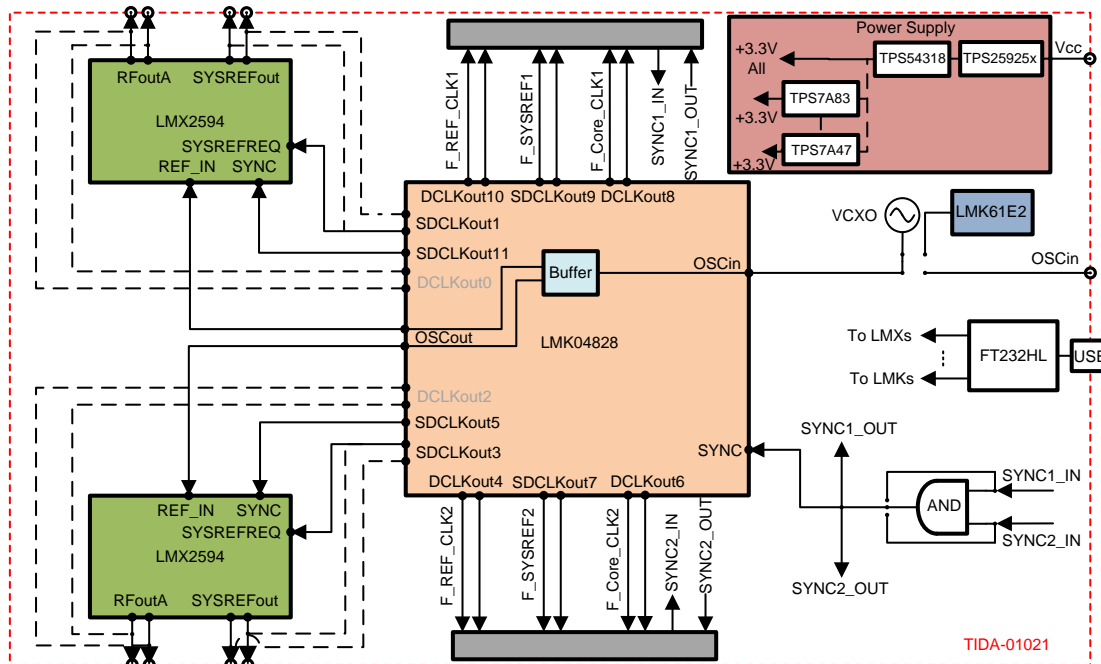 Power Supply
+3.3V
All
TPS54318
TPS25925x
Vcc
TPS7A83
+3.3V
TPS7A47
+3.3V
RFoutA
SYSREFout
LMX2594
SYSREFREQ
REF_IN
SYNC
F_REF_CLK1
F_SYSREF1
F_Core_CLK1
SYNC1_IN
SYNC1_OUT
DCLKout10
SDCLKout9
DCLKout8
SDCLKout1
SDCLKout11
DCLKout0
Buffer
OSCin
OSCout
LMK04828
DCLKout2
SDCLKout5
SDCLKout3
SYNC
DCLKout4
SDCLKout7
DCLKout6
VCXO
LMK61E2
OSCin
To LMXs
To LMKs
FT232HL
USB
SYNC1_OUT
SYNC1_IN
AND
SYNC2_IN
SYNC2_OUT
REF_IN
SYNC
SYSREFREQ
LMX2594
RFoutA
SYSREFout
F_REF_CLK2
F_SYSREF2
F_Core_CLK2
SYNC2_IN
SYNC2_OUT
TIDA-01021